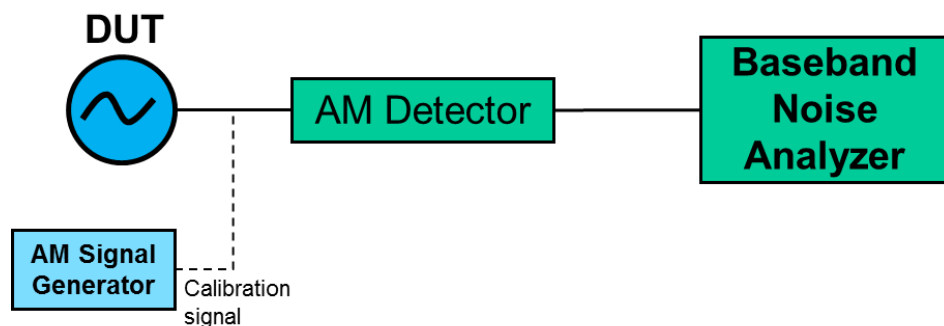 DUT
AM Detector
Baseband
Noise
Analyzer
AM Signal
Generator
Calibration
signal